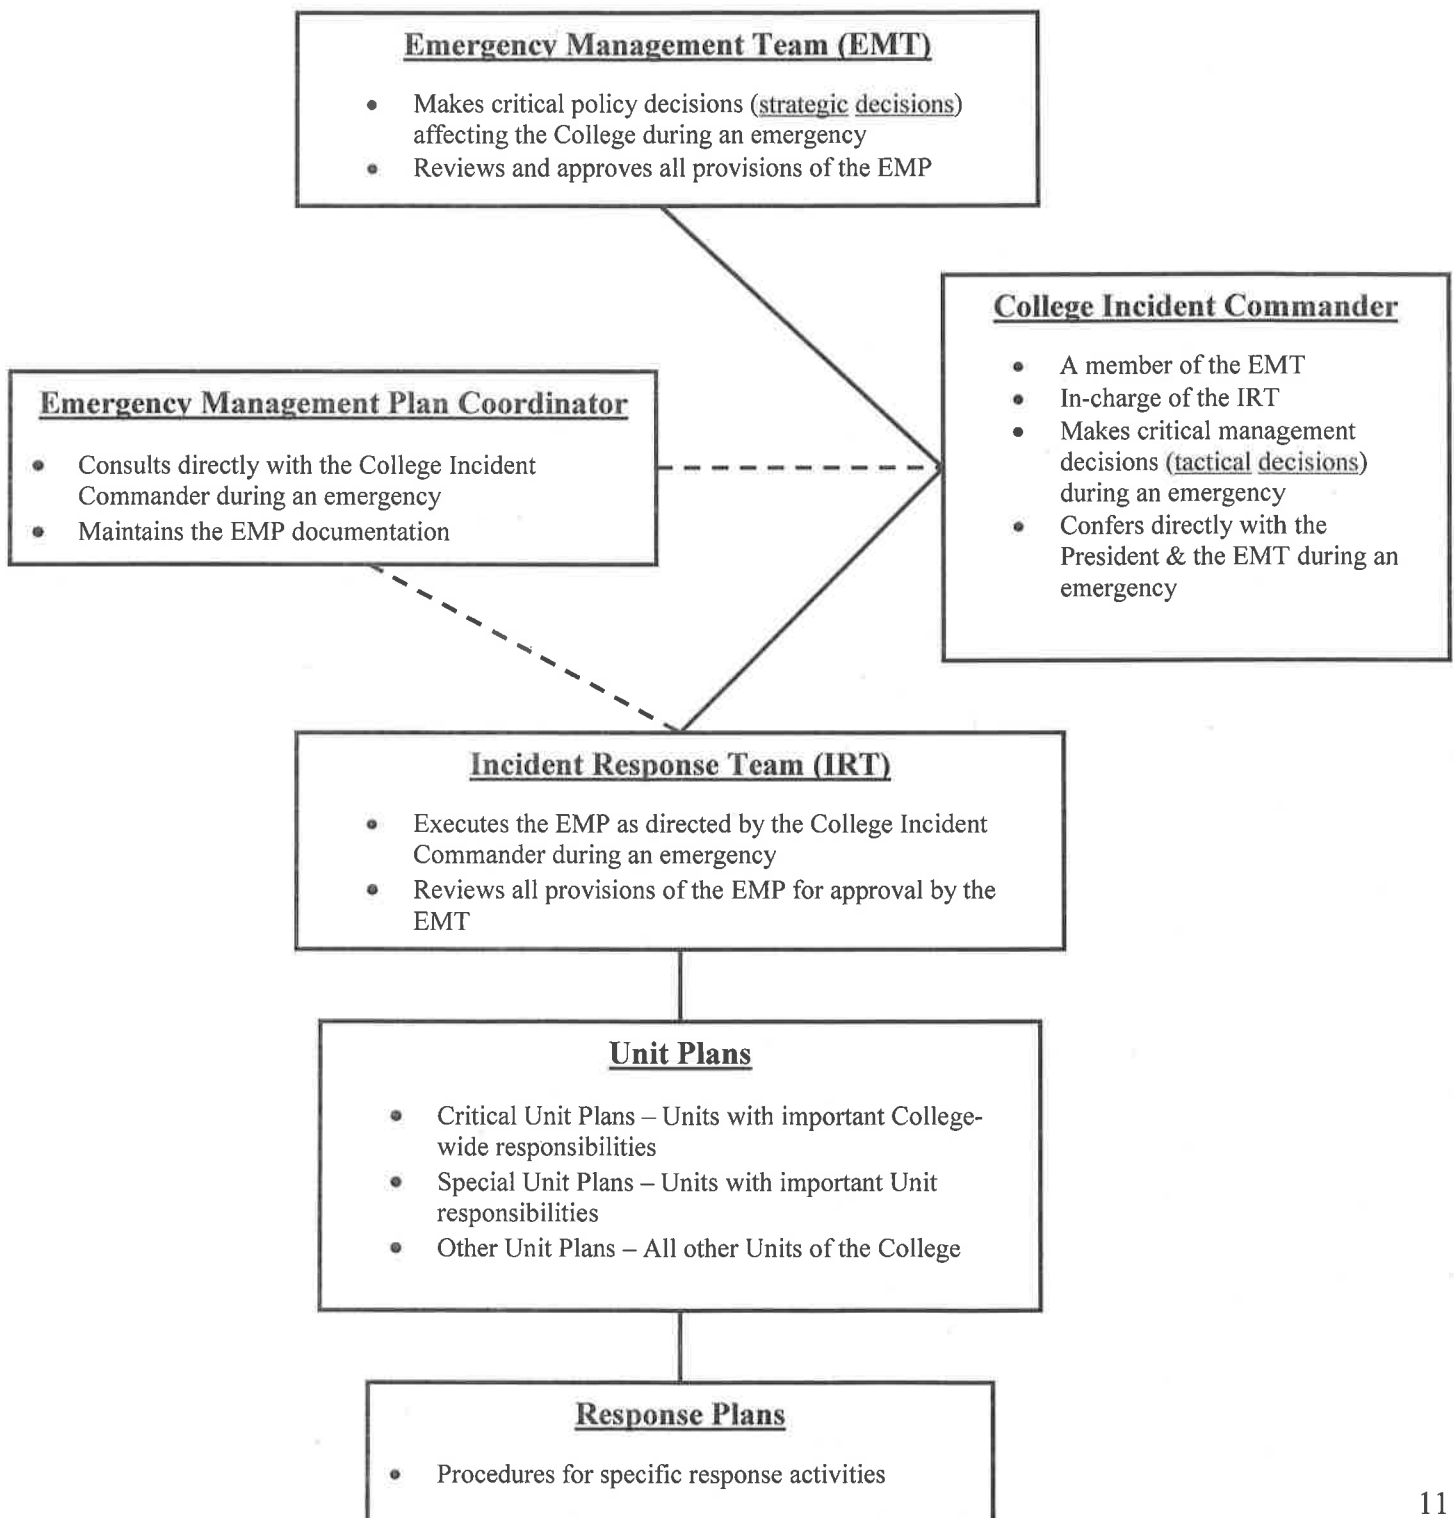 Emergency Management Team (EMT)
• Makes critical policy decisions (strategic decisions)
affecting the College during an emergency
• Reviews and approves all provisions of the EMP
College Incident Commander
• A member of the EMT
• In-charge of the IRT
• Makes critical management
decisions (tactical decisions)
during an emergency
• Confers directly with the
President & the EMT during an
emergency
Emergency Management Plan Coordinator
• Consults directly with the College Incident
Commander during an emergency
• Maintains the EMP documentation
Incident Response Team (IRT)
• Executes the EMP as directed by the College Incident
Commander during an emergency
• Reviews all provisions of the EMP for approval by the
EMT
Unit Plans
• Critical Unit Plans – Units with important College-
wide responsibilities
• Special Unit Plans – Units with important Unit
responsibilities
• Other Unit Plans – All other Units of the College
Response Plans
• Procedures for specific response activities
11